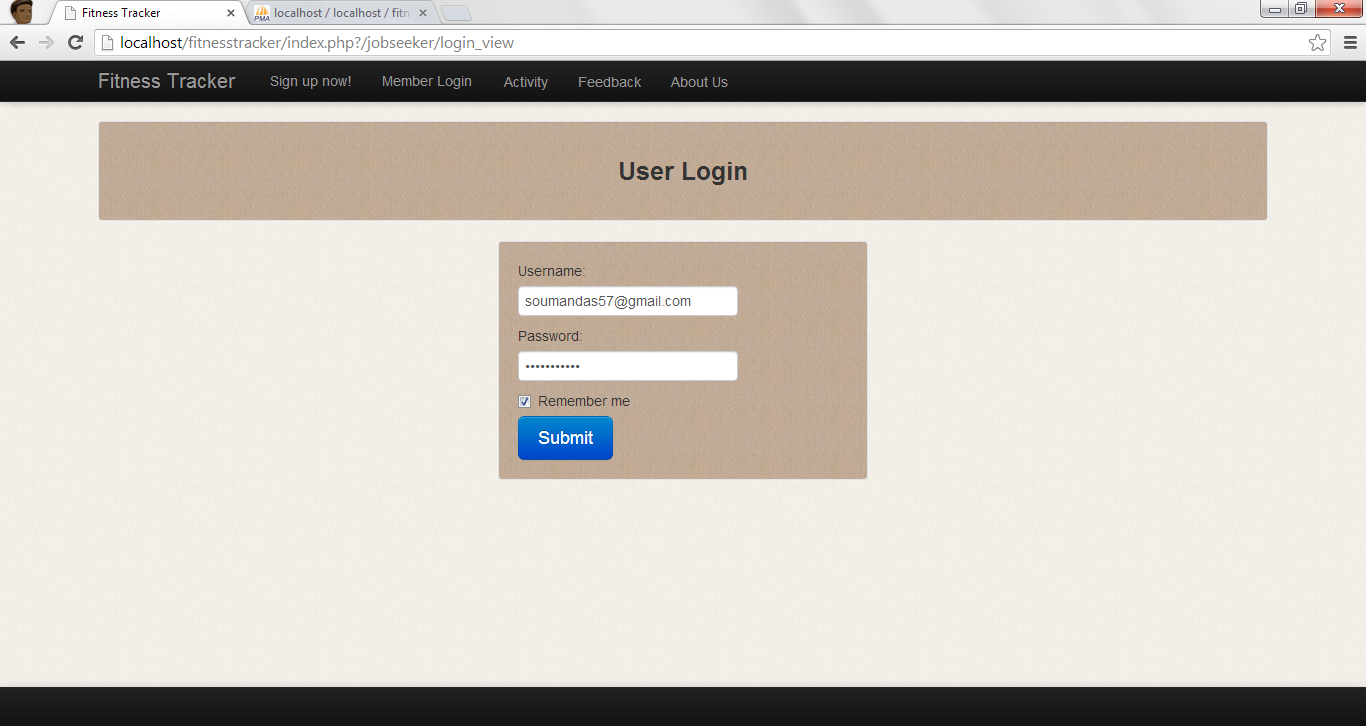 Fitness Tracker
localhost / localhost / fitn
localhost/fitnesstracker/index.php?/jobseeker/login_view
Fitness Tracker Sign up now! Member Login Activity Feedback About Us
User Login
Username:
soumandas57@gmail.com
Password:
•••••••••••
Remember me
Submit